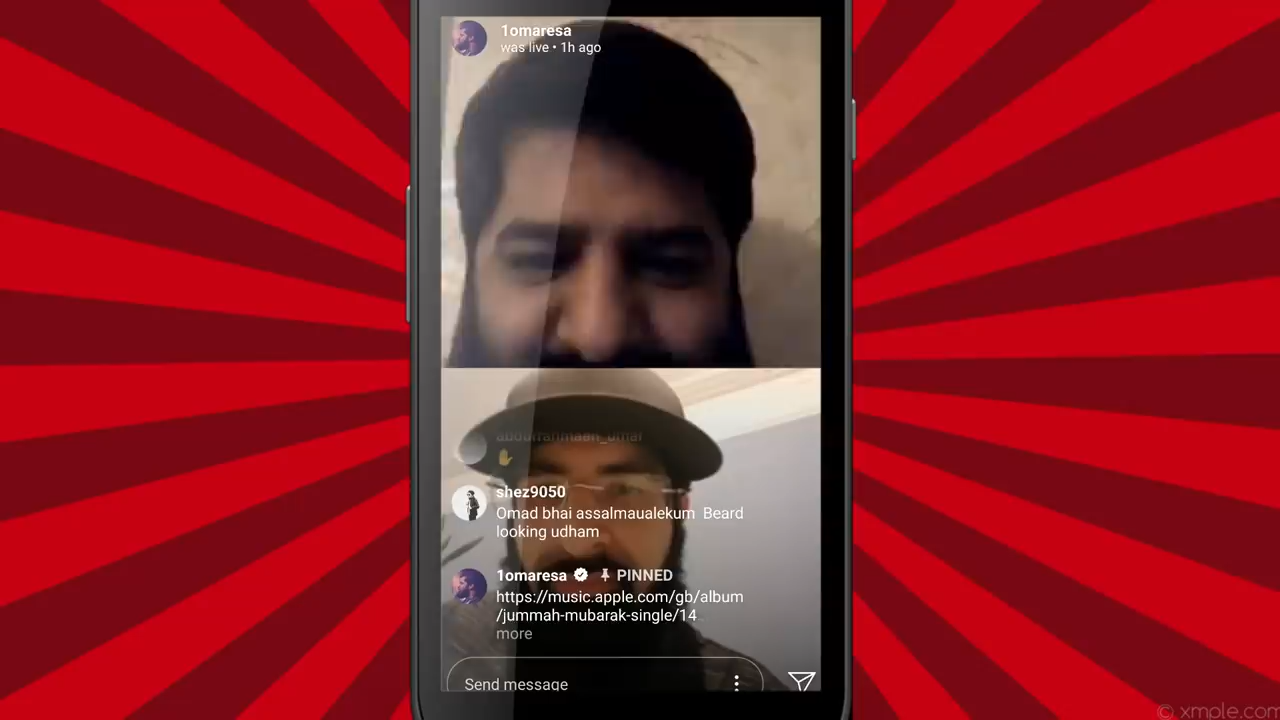 1omaresa
was live • 1h ago
abdurrahmaan_umar
shez9050
Omad bhai assalmaualekum Beard
looking udham
1omaresa PINNED
https://music.apple.com/gb/album
/jummah-mubarak-single/14
more
Send message
© xmple.com